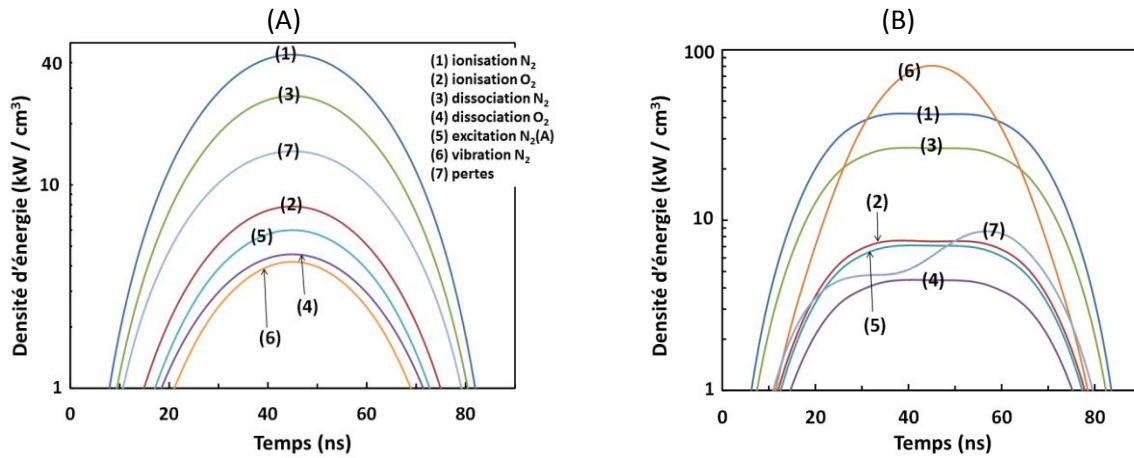 (A)
Densité d'énergie (kW / cm³)
40
10
1
0
20
40
60
80
Temps (ns)
(1)
(3)
(7)
(2)
(5)
(4)
(6)
(1) ionisation N₂
(2) ionisation O₂
(3) dissociation N₂
(4) dissociation O₂
(5) excitation N₂(A)
(6) vibration N₂
(7) pertes
(B)
Densité d'énergie (kW / cm³)
100
10
1
0
20
40
60
80
Temps (ns)
(6)
(1)
(3)
(2)
(7)
(4)
(5)